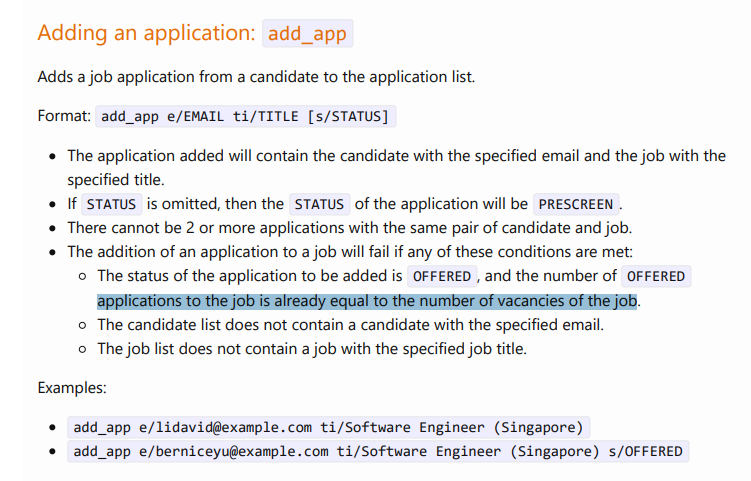 Adding an application: add_app
Adds a job application from a candidate to the application list.
Format: add_app e/EMAIL ti/TITLE [s/STATUS]
• The application added will contain the candidate with the specified email and the job with the
specified title.
• If STATUS is omitted, then the STATUS of the application will be PRESCREEN.
• There cannot be 2 or more applications with the same pair of candidate and job.
• The addition of an application to a job will fail if any of these conditions are met:
○ The status of the application to be added is OFFERED, and the number of OFFERED
applications to the job is already equal to the number of vacancies of the job.
○ The candidate list does not contain a candidate with the specified email.
○ The job list does not contain a job with the specified job title.
Examples:
• add_app e/lidavid@example.com ti/Software Engineer (Singapore)
• add_app e/berniceyu@example.com ti/Software Engineer (Singapore) s/OFFERED